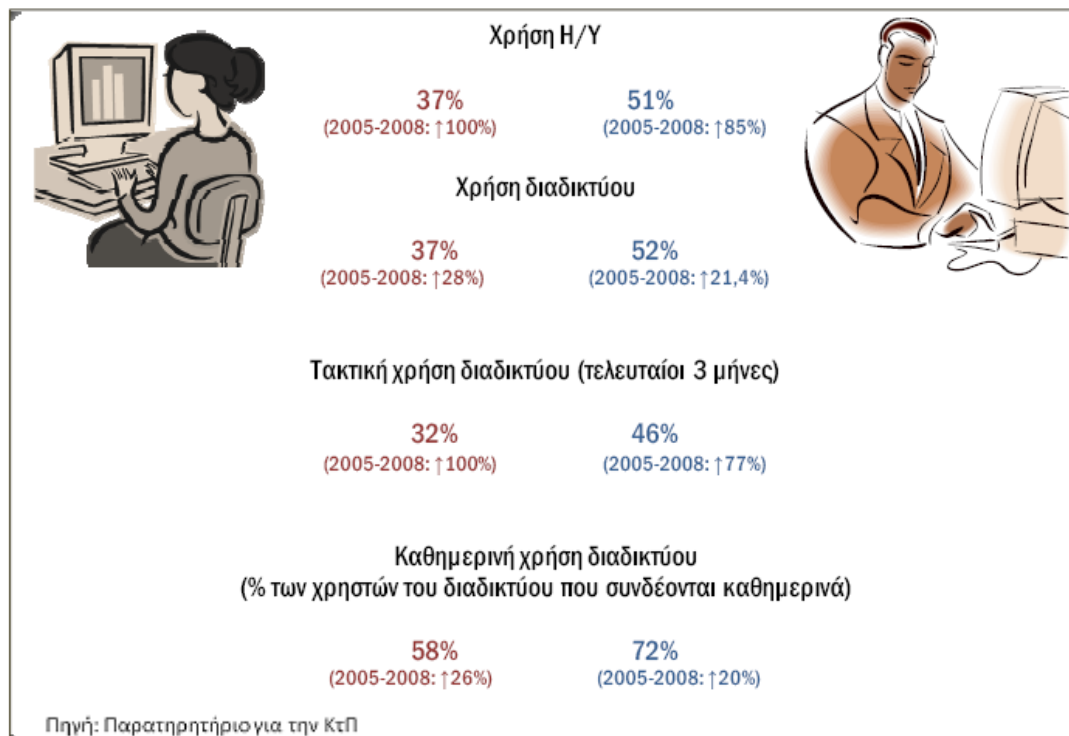 Χρήση Η/Υ
37% 51%
(2005-2008: ↑100%) (2005-2008: ↑85%)
Χρήση διαδικτύου
37% 52%
(2005-2008: ↑28%) (2005-2008: ↑21,4%)
Τακτική χρήση διαδικτύου (τελευταίοι 3 μήνες)
32% 46%
(2005-2008: ↑100%) (2005-2008: ↑77%)
Καθημερινή χρήση διαδικτύου
(% των χρηστών του διαδικτύου που συνδέονται καθημερινά)
58% 72%
(2005-2008: ↑26%) (2005-2008: ↑20%)
Πηγή: Παρατηρητήριο για την ΚτΠ